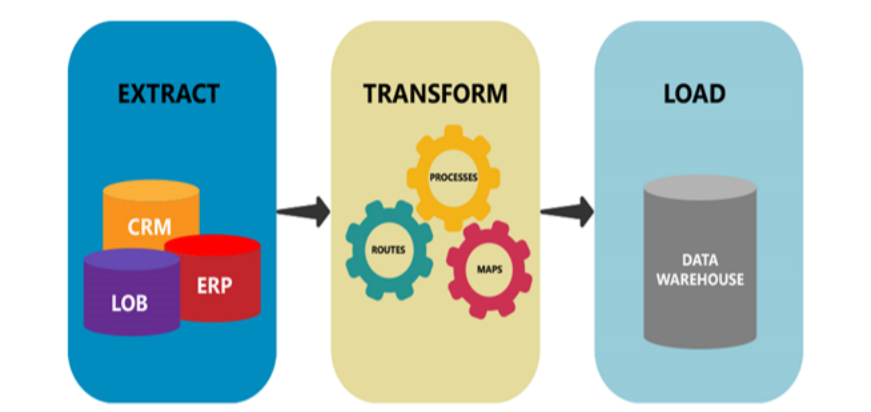 EXTRACT
CRM
LOB
ERP
TRANSFORM
PROCESSES
ROUTES
MAPS
LOAD
DATA
WAREHOUSE